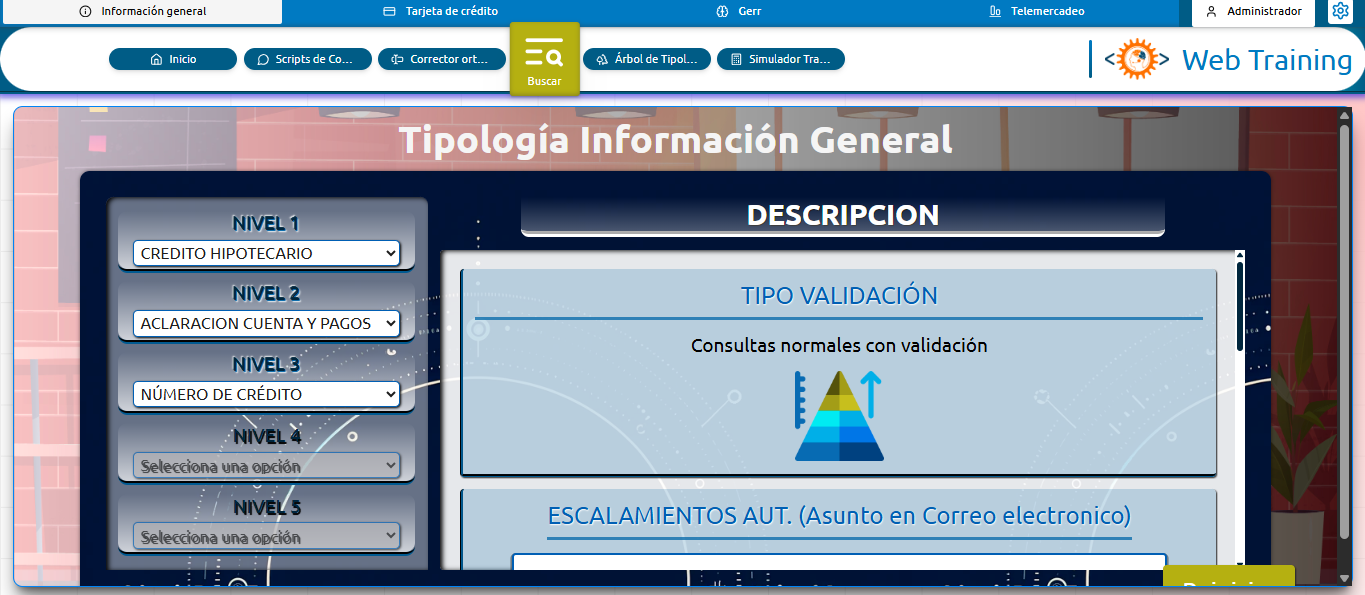 Información general
Tarjeta de crédito
Gerr
Telemercadeo
Administrador
Inicio
Scripts de Co...
Corrector ort...
Buscar
Árbol de Tipol...
Simulador Tra...
<> Web Training
Tipología Información General
NIVEL 1
CREDITO HIPOTECARIO
NIVEL 2
ACLARACION CUENTA Y PAGOS
NIVEL 3
NÚMERO DE CRÉDITO
NIVEL 4
Selecciona una opción
NIVEL 5
Selecciona una opción
DESCRIPCION
TIPO VALIDACIÓN
Consultas normales con validación
ESCALAMIENTOS AUT. (Asunto en Correo electronico)